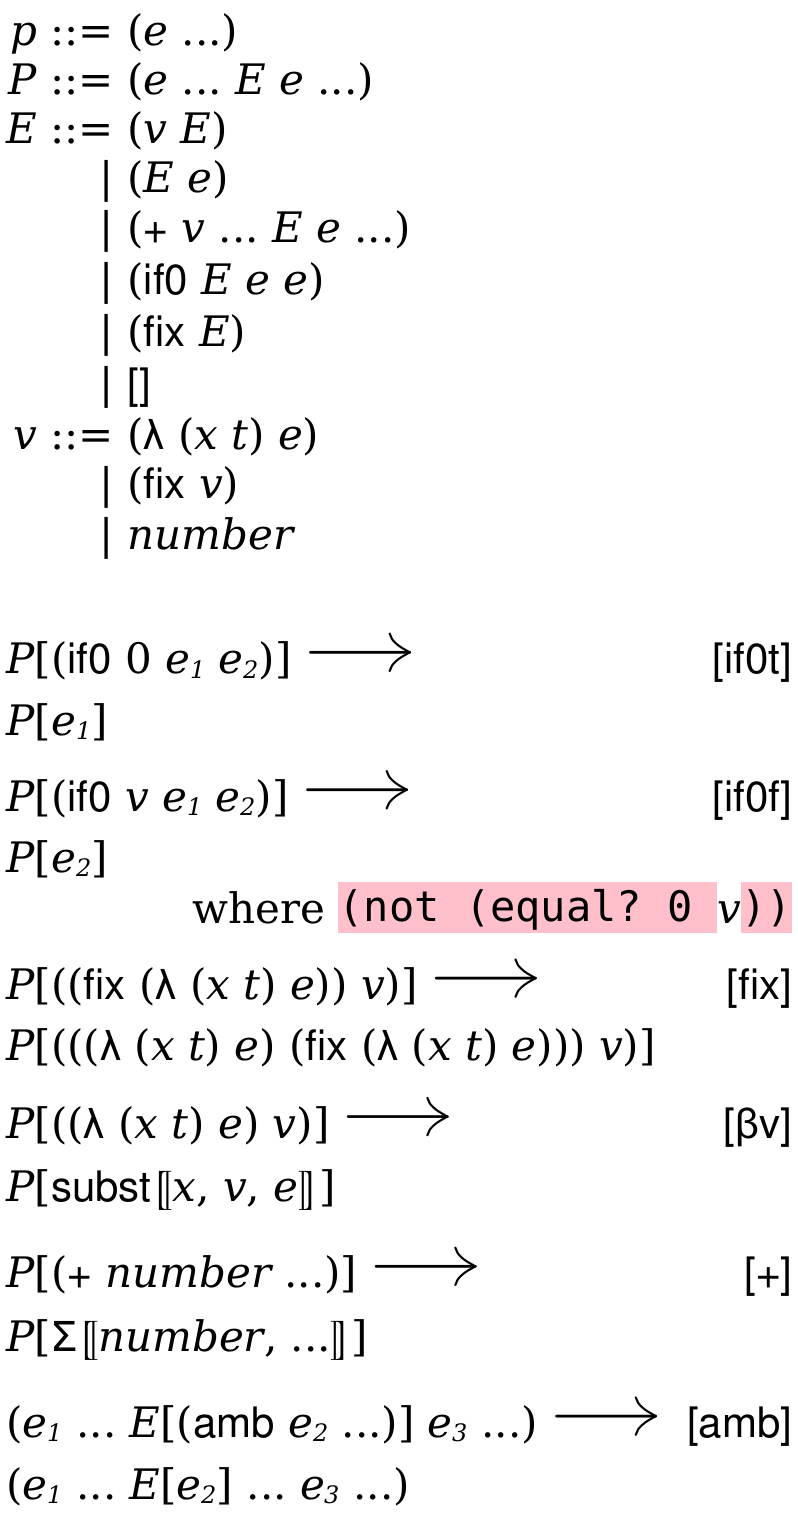 p ::= (e ...)
P ::= (e ... E e ...)
E ::= (v E)
| (E e)
| (+ v ... E e ...)
| (if0 E e e)
| (fix E)
| []
v ::= (λ (x t) e)
| (fix v)
| number
P[(if0 0 e₁ e₂)] ⟶ [if0t]
P[e₁]
P[(if0 v e₁ e₂)] ⟶ [if0f]
P[e₂]
where (not (equal? 0 v))
P[((fix (λ (x t) e)) v)] ⟶ [fix]
P[(((λ (x t) e) (fix (λ (x t) e))) v)]
P[((λ (x t) e) v)] ⟶ [βv]
P[subst⟦x, v, e⟧]
P[(+ number ...)] ⟶ [+]
P[Σ⟦number, ...⟧]
(e₁ ... E[(amb e₂ ...)] e₃ ...) ⟶ [amb]
(e₁ ... E[e₂] ... e₃ ...)